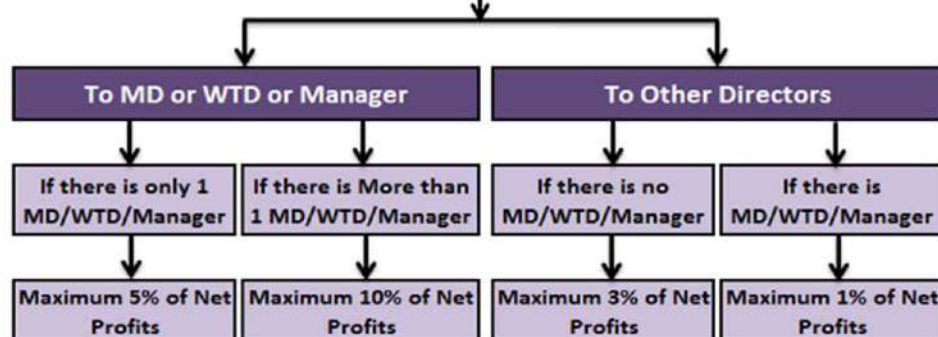 To MD or WTD or Manager
To Other Directors
If there is only 1
MD/WTD/Manager
If there is More than
1 MD/WTD/Manager
If there is no
MD/WTD/Manager
If there is
MD/WTD/Manager
Maximum 5% of Net
Profits
Maximum 10% of Net
Profits
Maximum 3% of Net
Profits
Maximum 1% of Net
Profits